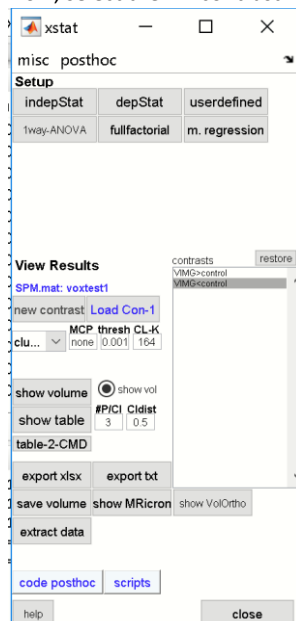 xstat
misc posthoc
Setup
indepStat depStat userdefined
1way-ANOVA fullfactorial m. regression
View Results
contrasts restore
SPM.mat: voxtest1
VIMG>control
VIMG<control
new contrast Load Con-1
MCP thresh CL-K
clu... none 0.001 164
show volume show vol
#P/Cl Cldist
show table 3 0.5
table-2-CMD
export xlsx export txt
save volume show MRicron show VolOrtho
extract data
code posthoc scripts
help close